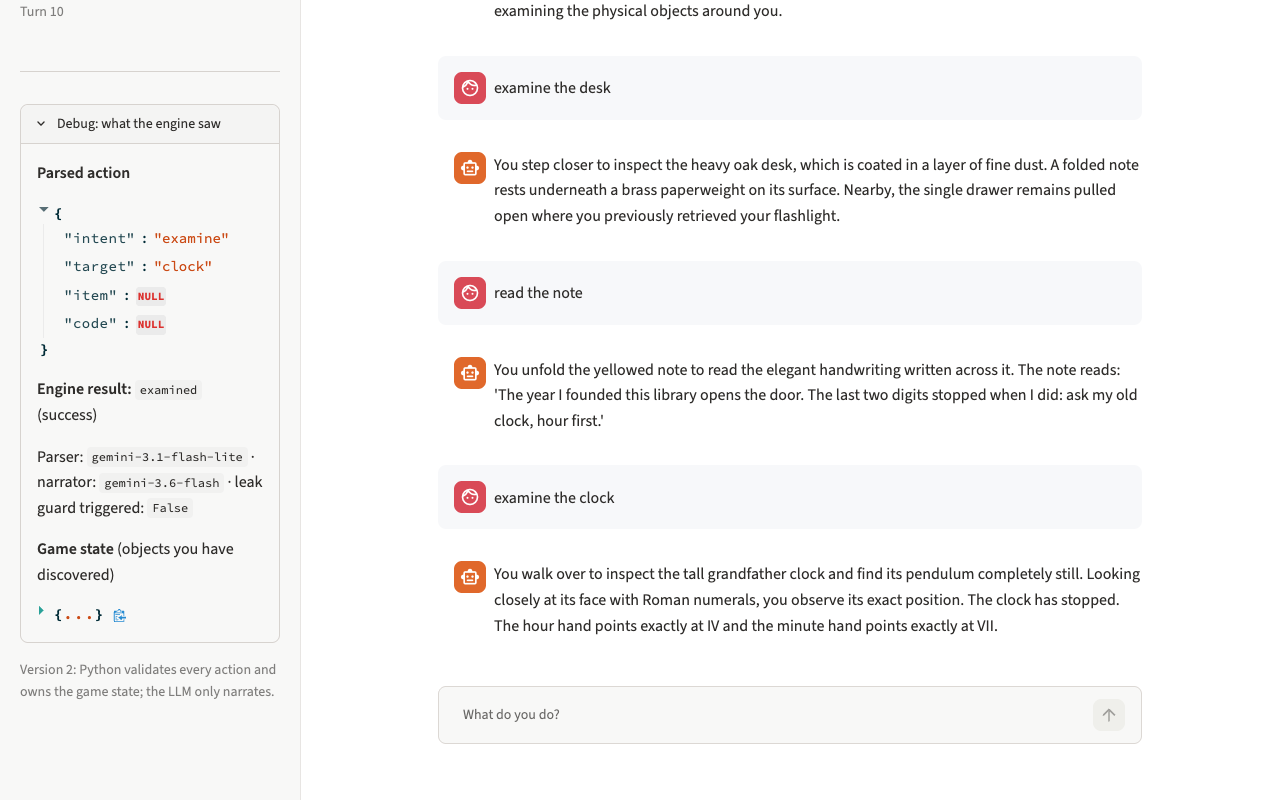 Turn 10
Debug: what the engine saw
Parsed action
{
"intent" : "examine"
"target" : "clock"
"item" : NULL
"code" : NULL
}
Engine result: examined
(success)
Parser: gemini-3.1-flash-lite ·
narrator: gemini-3.6-flash · leak
guard triggered: False
Game state (objects you have
discovered)
{...}
Version 2: Python validates every action and
owns the game state; the LLM only narrates.
examining the physical objects around you.
examine the desk
You step closer to inspect the heavy oak desk, which is coated in a layer of fine dust. A folded note
rests underneath a brass paperweight on its surface. Nearby, the single drawer remains pulled
open where you previously retrieved your flashlight.
read the note
You unfold the yellowed note to read the elegant handwriting written across it. The note reads:
'The year I founded this library opens the door. The last two digits stopped when I did: ask my old
clock, hour first.'
examine the clock
You walk over to inspect the tall grandfather clock and find its pendulum completely still. Looking
closely at its face with Roman numerals, you observe its exact position. The clock has stopped.
The hour hand points exactly at IV and the minute hand points exactly at VII.
What do you do?